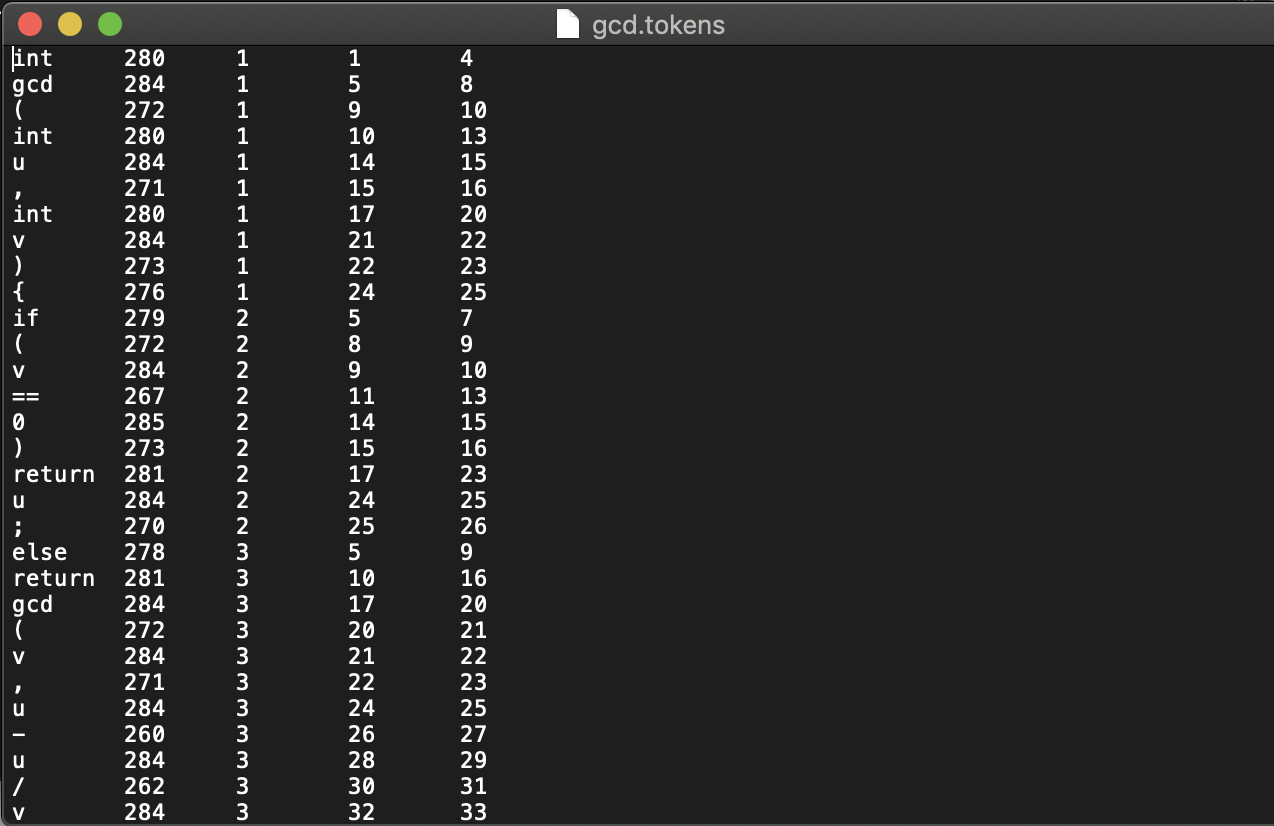 gcd.tokens
int 280 1 1 4
gcd 284 1 5 8
( 272 1 9 10
int 280 1 10 13
u 284 1 14 15
, 271 1 15 16
int 280 1 17 20
v 284 1 21 22
) 273 1 22 23
{ 276 1 24 25
if 279 2 5 7
( 272 2 8 9
v 284 2 9 10
== 267 2 11 13
0 285 2 14 15
) 273 2 15 16
return 281 2 17 23
u 284 2 24 25
; 270 2 25 26
else 278 3 5 9
return 281 3 10 16
gcd 284 3 17 20
( 272 3 20 21
v 284 3 21 22
, 271 3 22 23
u 284 3 24 25
- 260 3 26 27
u 284 3 28 29
/ 262 3 30 31
v 284 3 32 33